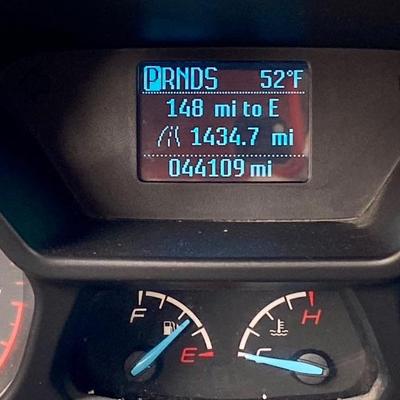 PRNDS 52°F
148 mi to E
1434.7 mi
044109 mi
F H
E C